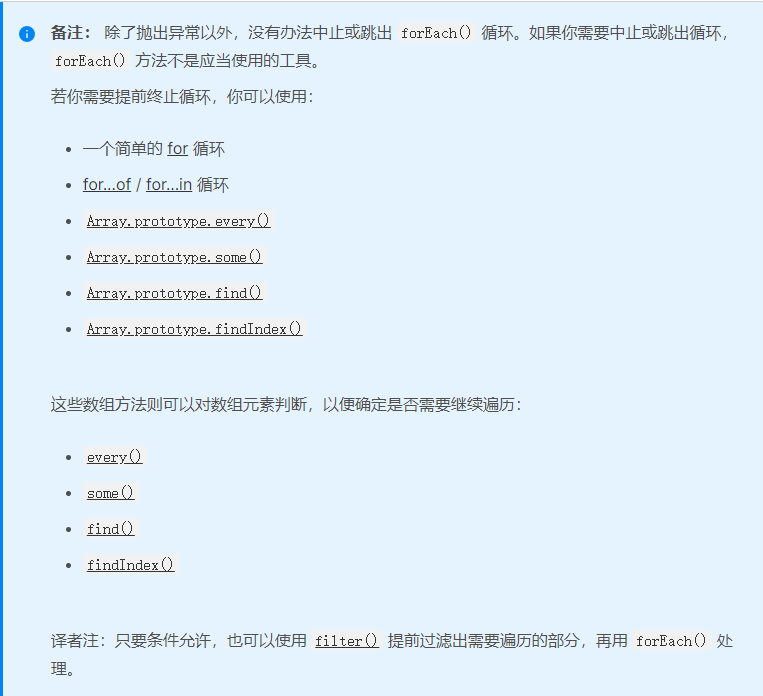 备注： 除了抛出异常以外，没有办法中止或跳出 forEach() 循环。如果你需要中止或跳出循环，
forEach() 方法不是应当使用的工具。
若你需要提前终止循环，你可以使用：
一个简单的 for 循环
for...of / for...in 循环
Array.prototype.every()
Array.prototype.some()
Array.prototype.find()
Array.prototype.findIndex()
这些数组方法则可以对数组元素判断，以便确定是否需要继续遍历：
every()
some()
find()
findIndex()
译者注：只要条件允许，也可以使用 filter() 提前过滤出需要遍历的部分，再用 forEach() 处
理。